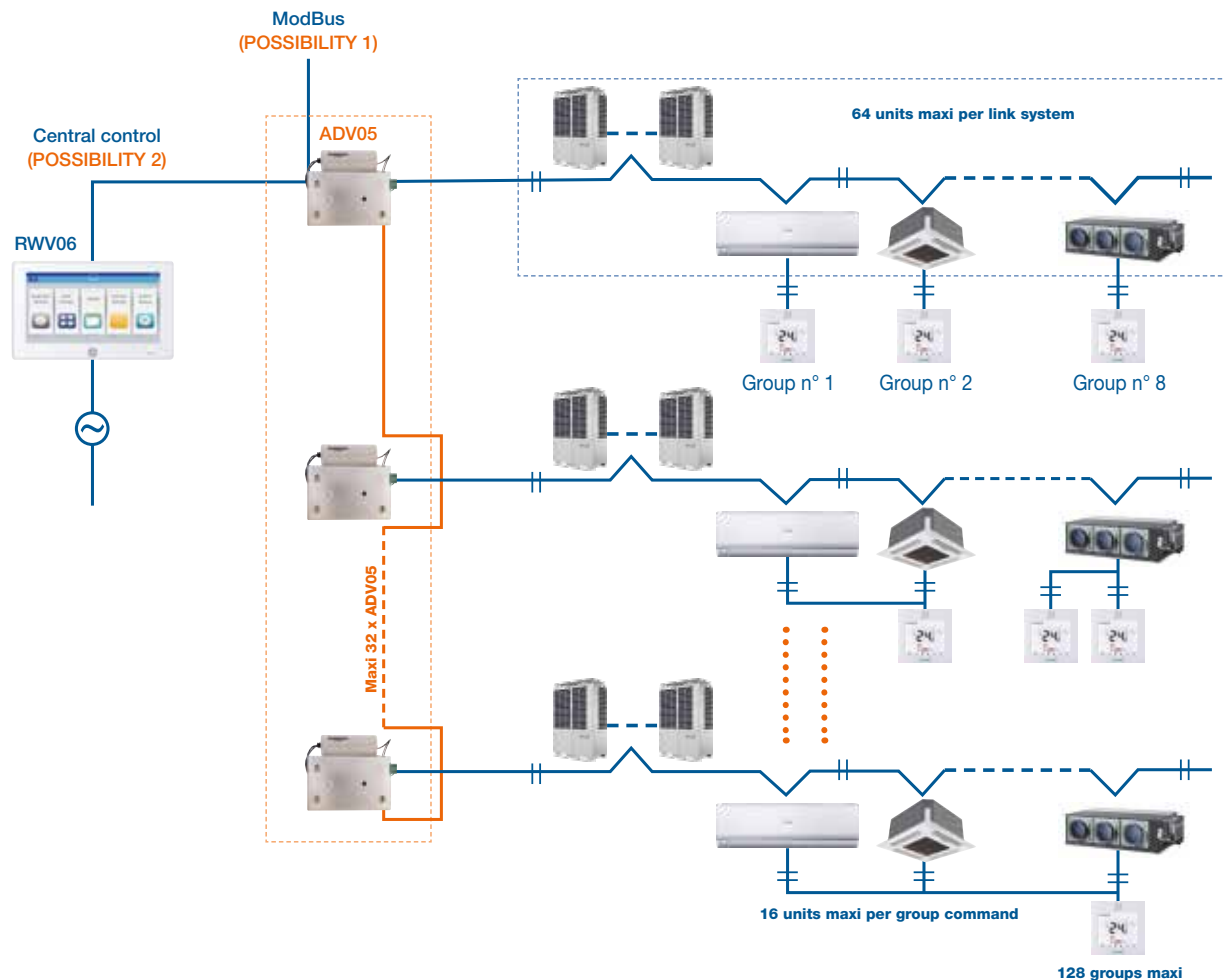 ModBus
(POSSIBILITY 1)
64 units maxi per link system
Central control
(POSSIBILITY 2)
ADV05
RWV06
Group n° 1
Group n° 2
Group n° 8
Maxi 32 x ADV05
16 units maxi per group command
128 groups maxi